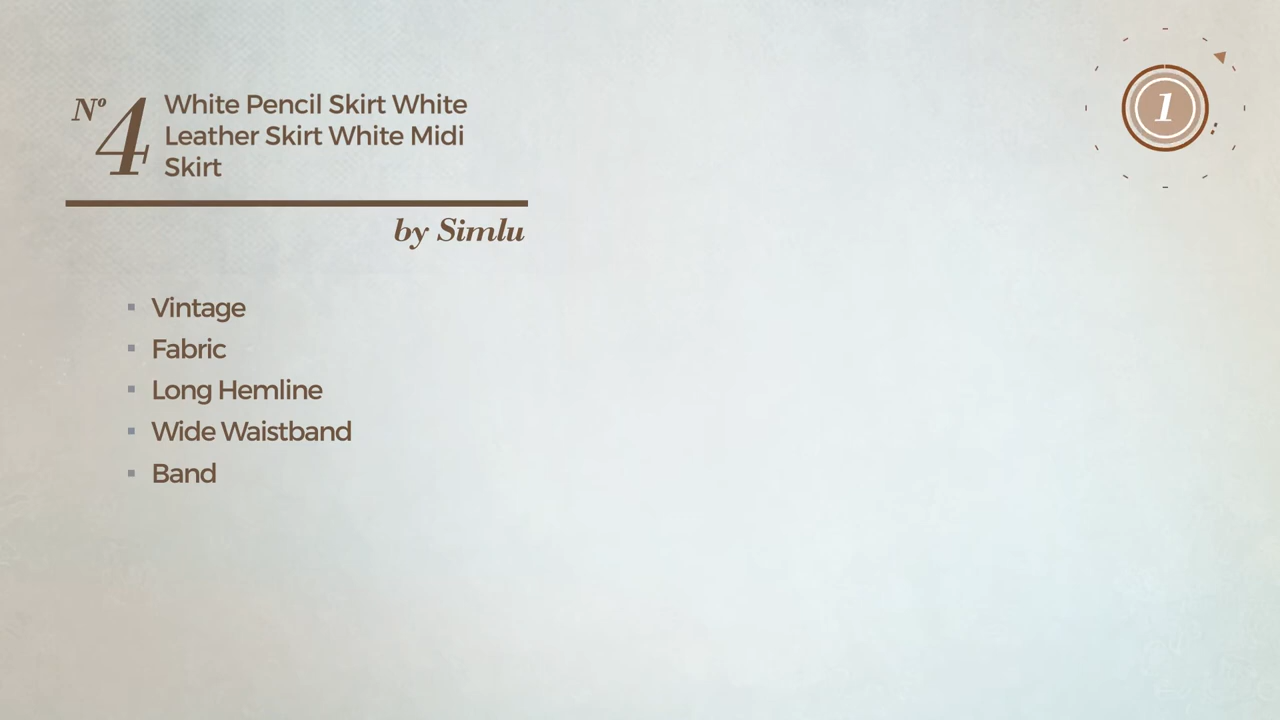 Nº 4 White Pencil Skirt White
Leather Skirt White Midi
Skirt
by Simlu
1
▪ Vintage
▪ Fabric
▪ Long Hemline
▪ Wide Waistband
▪ Band